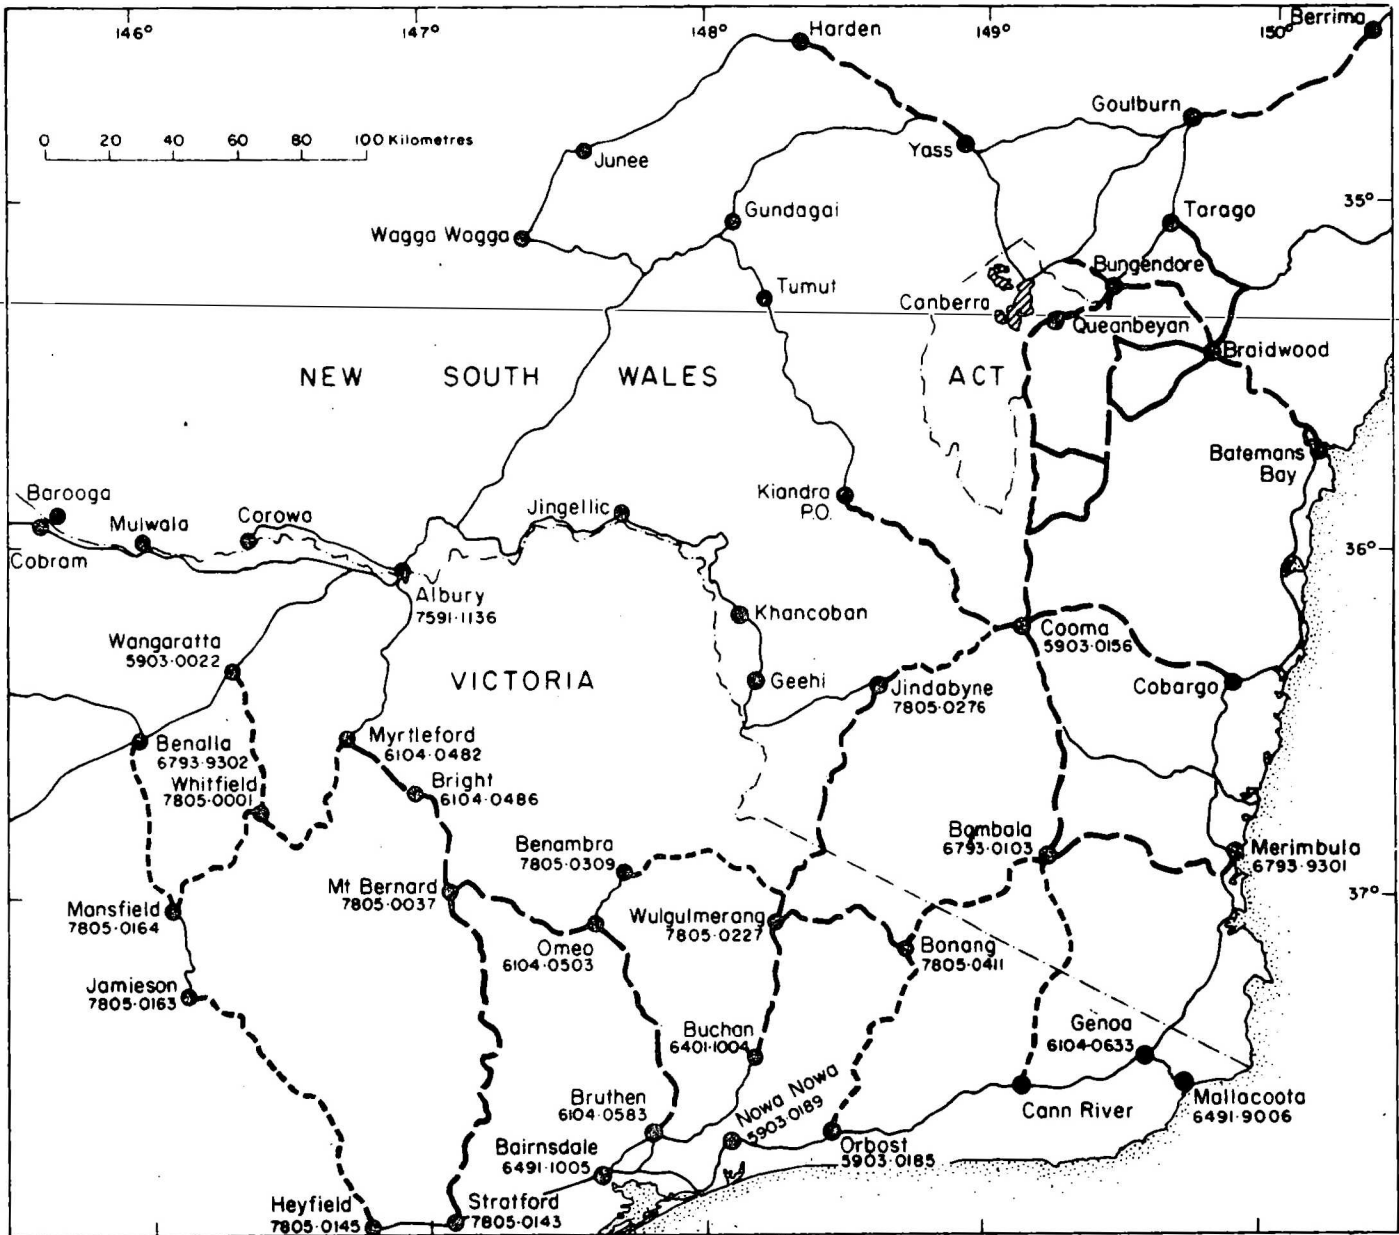 146°
147°
148°
149°
150°
Berrima
Harden
Goulburn
0 20 40 60 80 100 Kilometres
Junee
Yass
35°
Gundagai
Tarago
Wagga Wagga
Bungendore
Tumut
Canberra
Queanbeyan
Braidwood
NEW SOUTH WALES
ACT
Batemans
Bay
Kiandra
P.O.
Barooga
Mulwala
Corowa
Jingellic
36°
Cobram
Albury
7591·1136
Khancoban
Cooma
5903·0156
Wangaratta
5903·0022
VICTORIA
Geehi
Jindabyne
7805·0276
Cobargo
Benalla
6793·9302
Myrtleford
6104·0482
Whitfield
7805·0001
Bright
6104·0486
Benambra
7805·0309
Bombala
6793·0103
Merimbula
6793·9301
37°
Mt Bernard
7805·0037
Mansfield
7805·0164
Wulgulmerang
7805·0227
Omeo
6104·0503
Bonang
7805·0411
Jamieson
7805·0163
Buchan
6401·1004
Genoa
6104·0633
Nowa Nowa
5903·0189
Bruthen
6104·0583
Cann River
Mallacoota
6491·9006
Bairnsdale
6491·1005
Orbost
5903·0185
Heyfield
7805·0145
Stratford
7805·0143